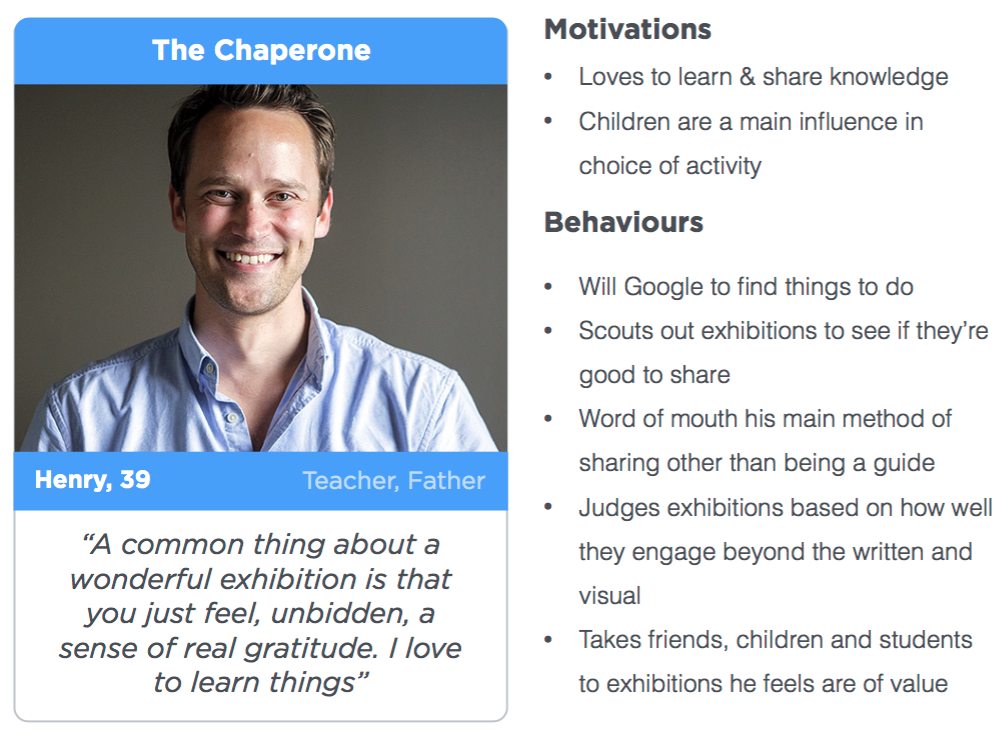 The Chaperone
Henry, 39
Teacher, Father
“A common thing about a
wonderful exhibition is that
you just feel, unbidden, a
sense of real gratitude. I love
to learn things”
Motivations
• Loves to learn & share knowledge
• Children are a main influence in
choice of activity
Behaviours
• Will Google to find things to do
• Scouts out exhibitions to see if they’re
good to share
• Word of mouth his main method of
sharing other than being a guide
• Judges exhibitions based on how well
they engage beyond the written and
visual
• Takes friends, children and students
to exhibitions he feels are of value